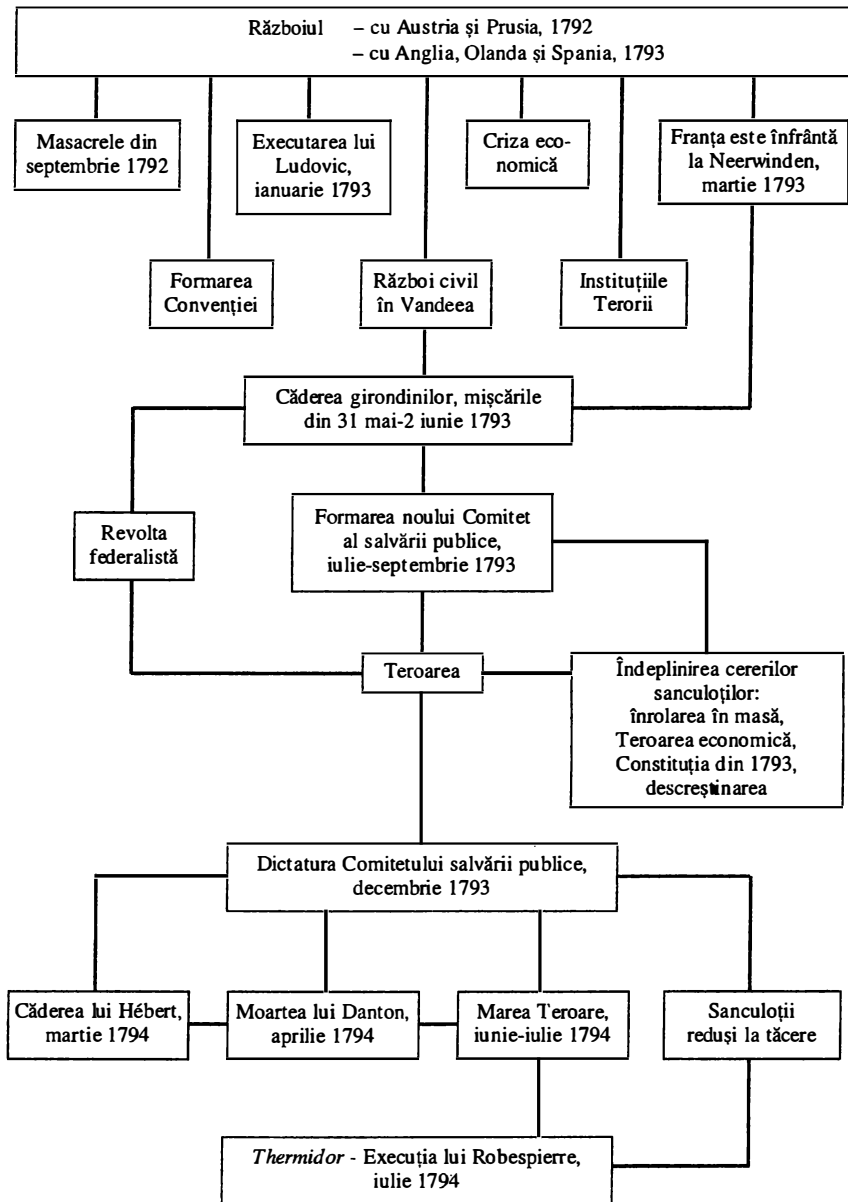 Războiul – cu Austria și Prusia, 1792
– cu Anglia, Olanda și Spania, 1793
Masacrele din
septembrie 1792
Executarea lui
Ludovic,
ianuarie 1793
Criza eco-
nomică
Franța este înfrântă
la Neerwinden,
martie 1793
Formarea
Convenției
Război civil
în Vandeea
Instituțiile
Terorii
Căderea girondinilor, mișcările
din 31 mai-2 iunie 1793
Revolta
federalistă
Formarea noului Comitet
al salvării publice,
iulie-septembrie 1793
Teroarea
Îndeplinirea cererilor
sanculoților:
înrolarea în masă,
Teroarea economică,
Constituția din 1793,
descreștinarea
Dictatura Comitetului salvării publice,
decembrie 1793
Căderea lui Hébert,
martie 1794
Moartea lui Danton,
aprilie 1794
Marea Teroare,
iunie-iulie 1794
Sanculoții
reduși la tăcere
Thermidor - Execuția lui Robespierre,
iulie 1794